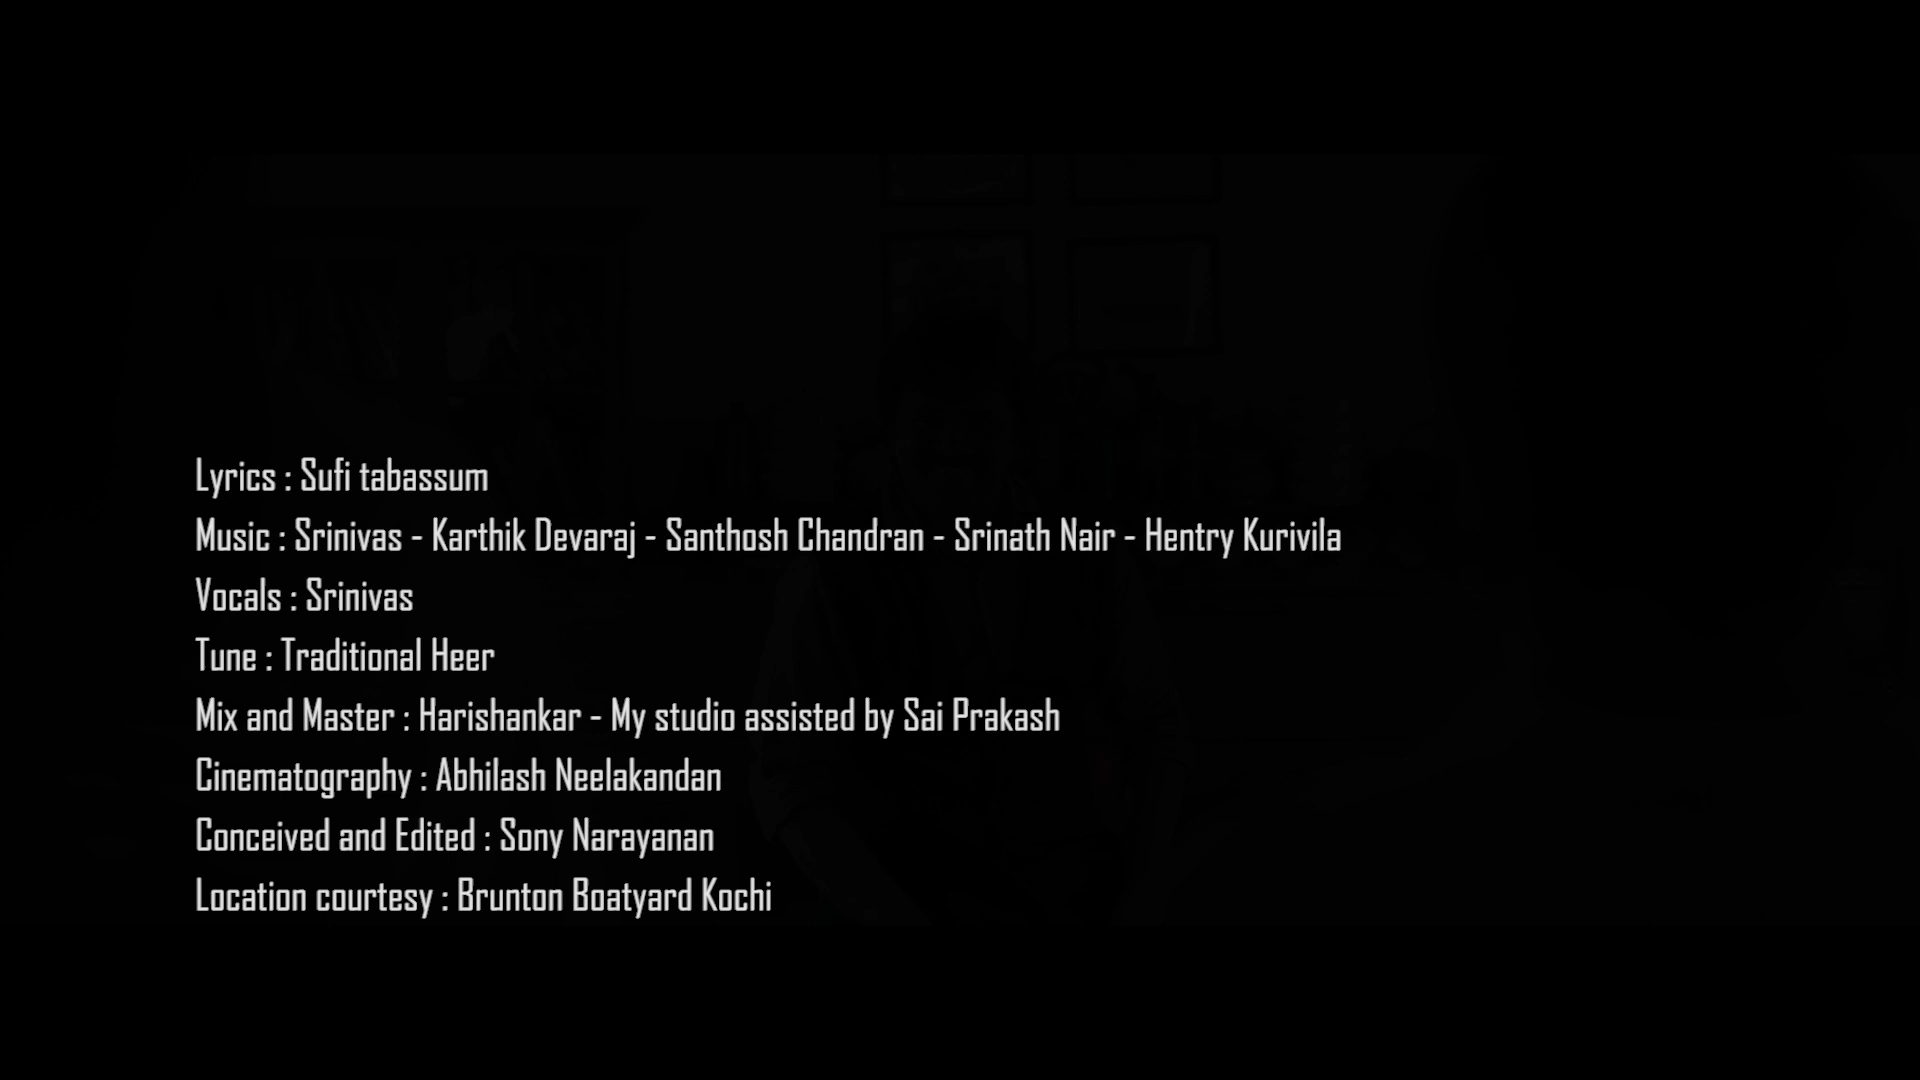 Lyrics : Sufi tabassum
Music : Srinivas - Karthik Devaraj - Santhosh Chandran - Srinath Nair - Hentry Kurivila
Vocals : Srinivas
Tune : Traditional Heer
Mix and Master : Harishankar - My studio assisted by Sai Prakash
Cinematography : Abhilash Neelakandan
Conceived and Edited : Sony Narayanan
Location courtesy : Brunton Boatyard Kochi